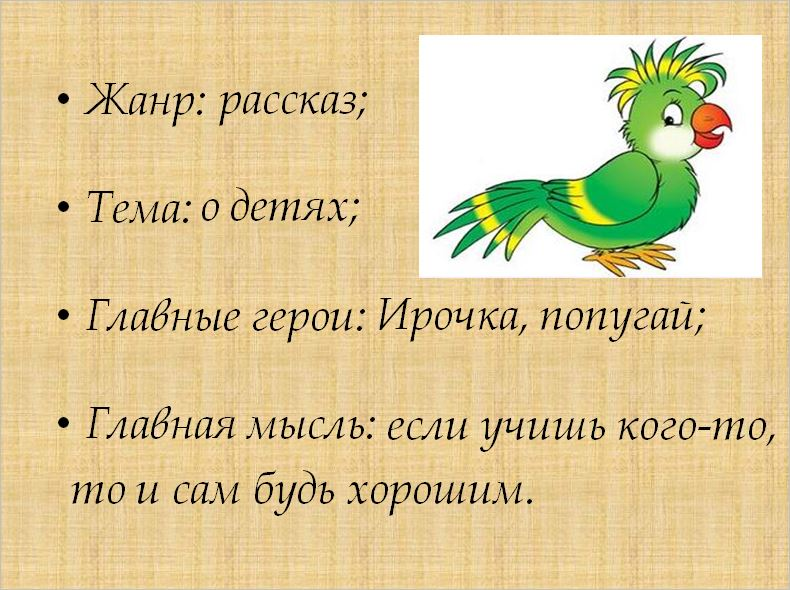 • Жанр: рассказ;
• Тема: о детях;
• Главные герои: Ирочка, попугай;
• Главная мысль: если учишь кого-то,
то и сам будь хорошим.